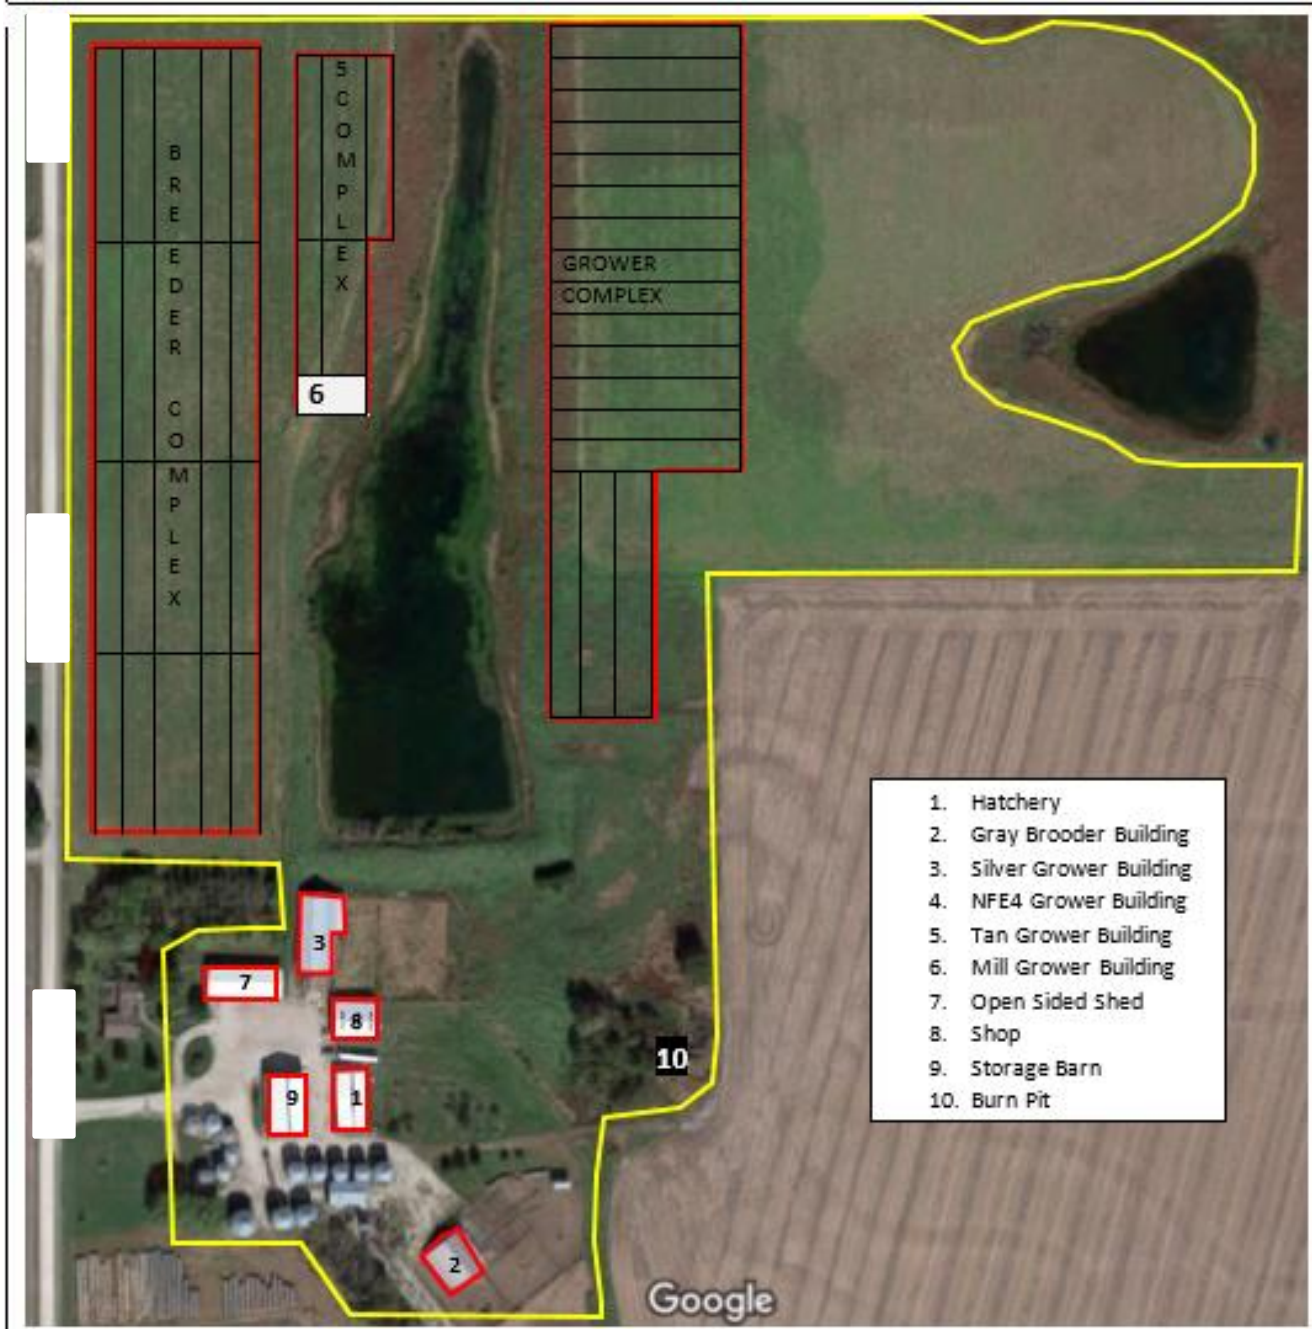 BREEDER COMPLEX
5 COMPLEX
GROWER
COMPLEX
6
3
7
8
10
9
1
2
1. Hatchery
2. Gray Brooder Building
3. Silver Grower Building
4. NFE4 Grower Building
5. Tan Grower Building
6. Mill Grower Building
7. Open Sided Shed
8. Shop
9. Storage Barn
10. Burn Pit
Google